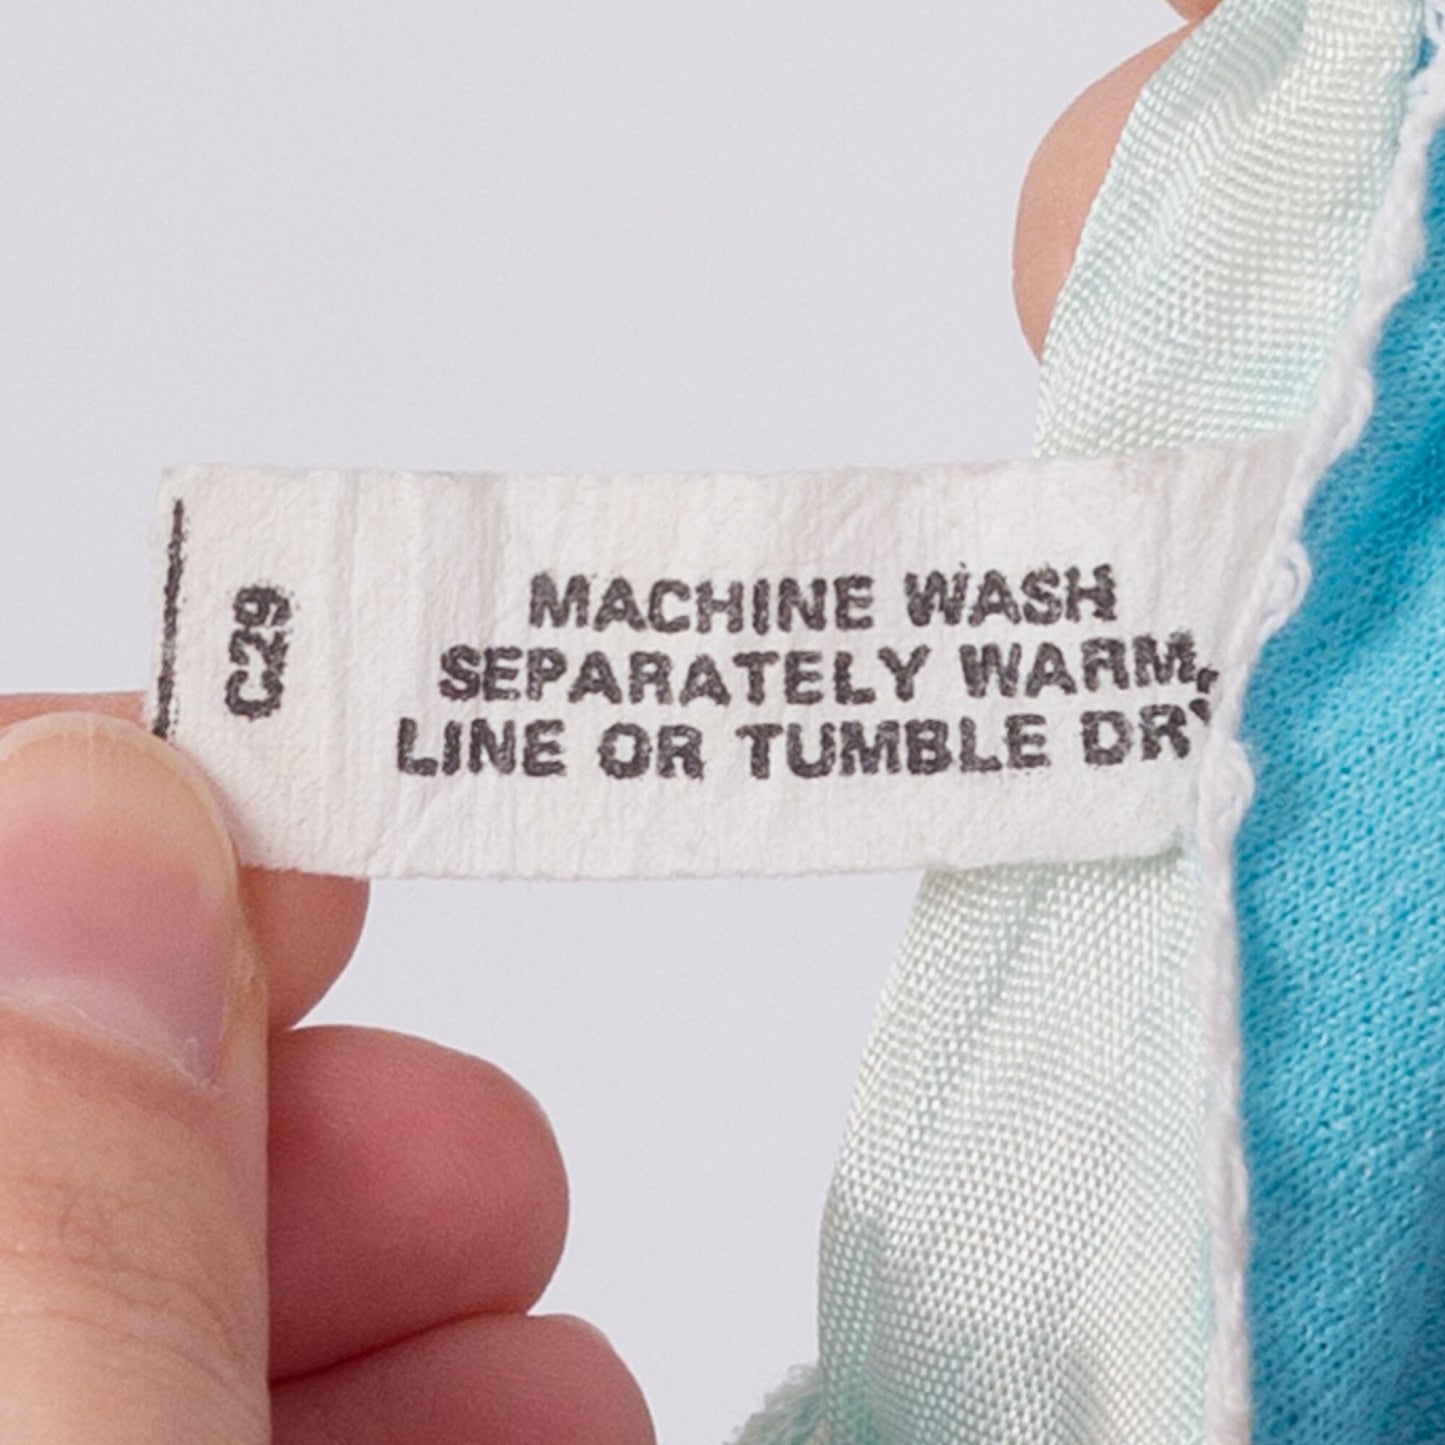 C29
MACHINE WASH
SEPARATELY WARM,
LINE OR TUMBLE DRY